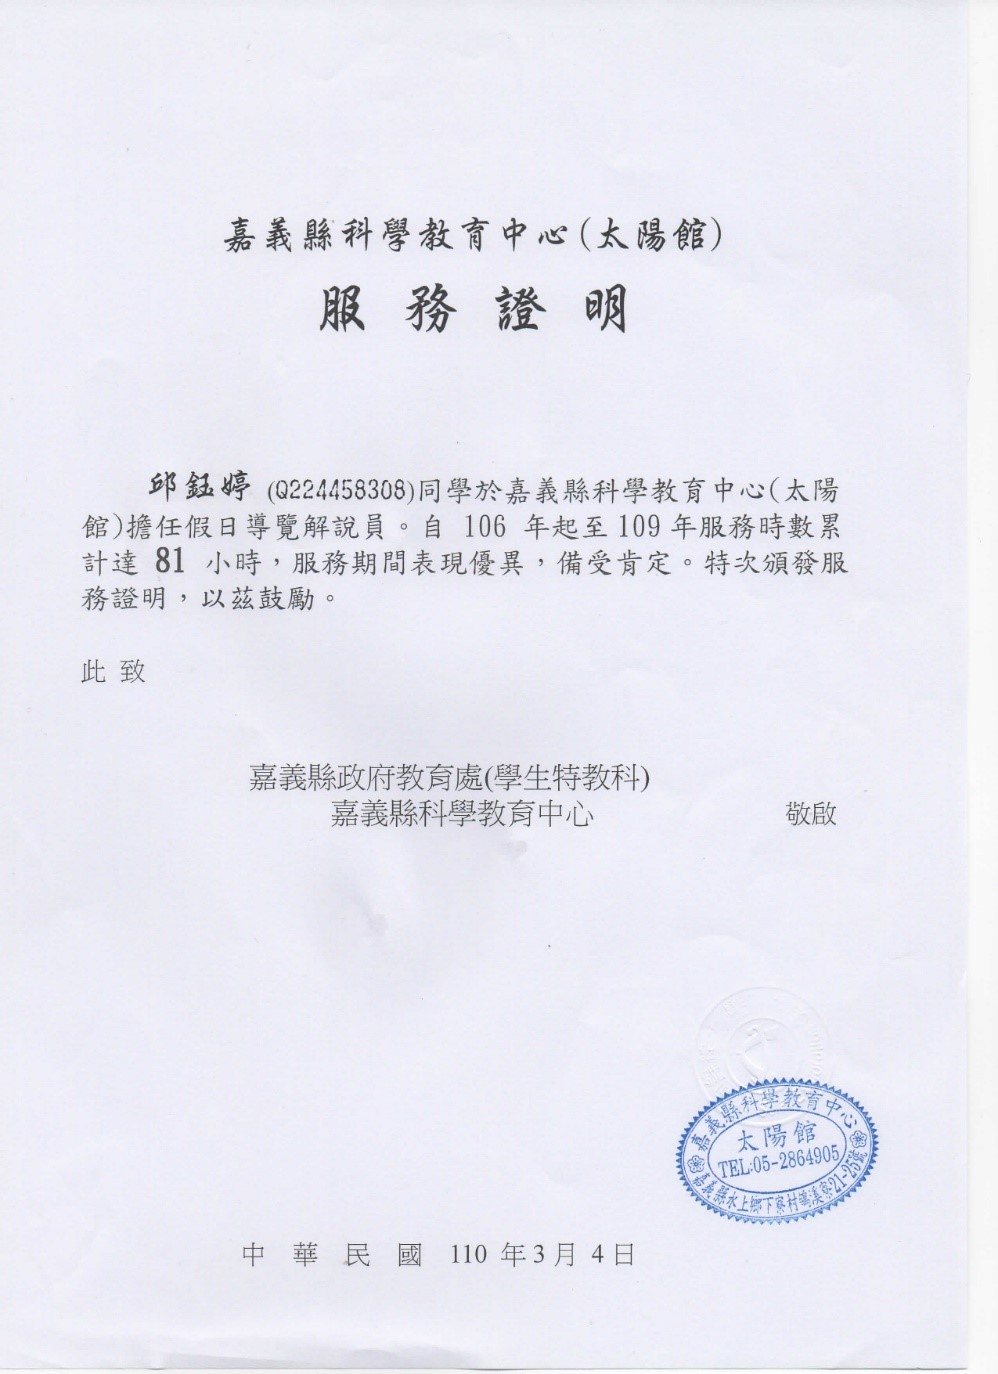 嘉義縣科學教育中心(太陽館)
服務證明
邱鈺婷 (Q224458308)同學於嘉義縣科學教育中心(太陽
館)擔任假日導覽解說員。自 106 年起至 109 年服務時數累
計達 81 小時，服務期間表現優異，備受肯定。特次頒發服
務證明，以茲鼓勵。
此 致
嘉義縣政府教育處(學生特教科)
嘉義縣科學教育中心 敬啟
嘉義縣科學教育中心
太陽館
TEL:05-2864905
嘉義縣水上鄉下寮村鴿溪寮21-25號
中 華 民 國 110 年 3 月 4 日